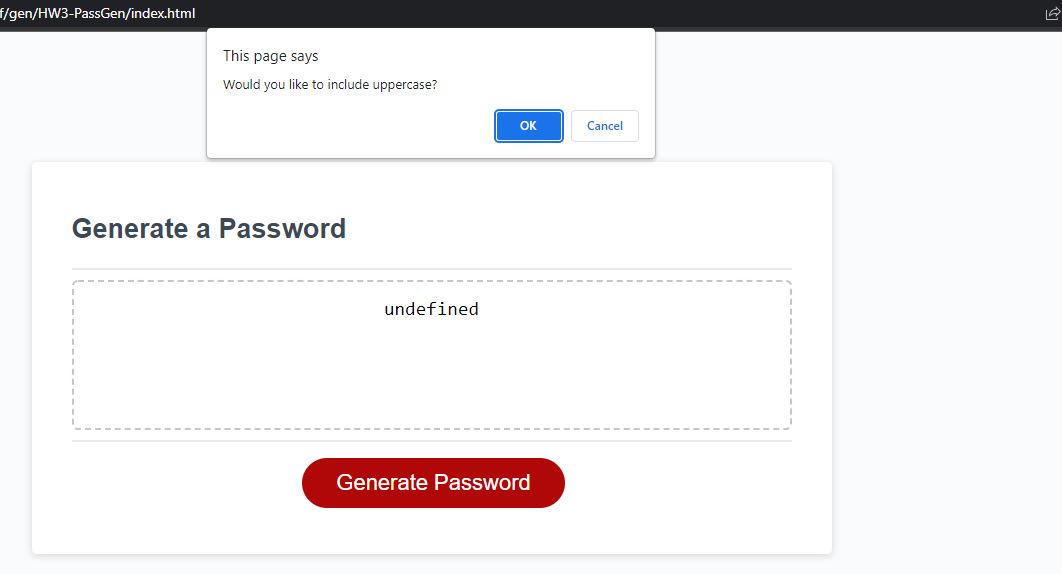 f/gen/HW3-PassGen/index.html
This page says
Would you like to include uppercase?
OK
Cancel
Generate a Password
undefined
Generate Password